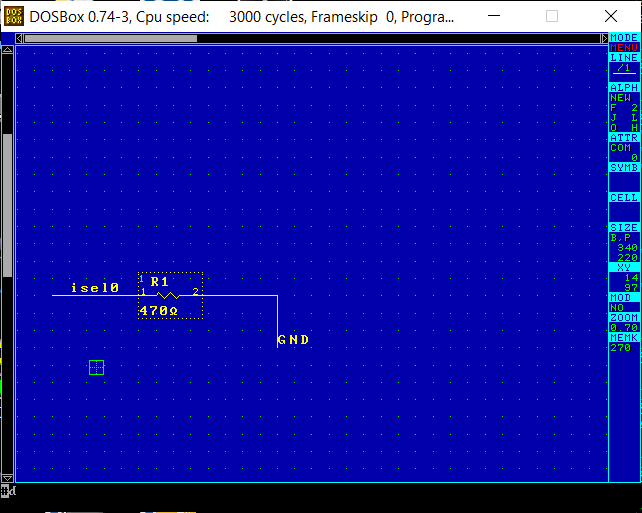 DOSBox 0.74-3, Cpu speed:    3000 cycles, Frameskip  0, Progra...
MODE
MENU
LINE
/1
ALPH
NEW
F 2
J L
O H
ATTR
COM
0
SYMB
CELL
SIZE
B,P
340
220
XY
14
97
MOD
NO
ZOOM
0.70
MEMK
270
1 R1
isel0 1 2
470Ω
GND